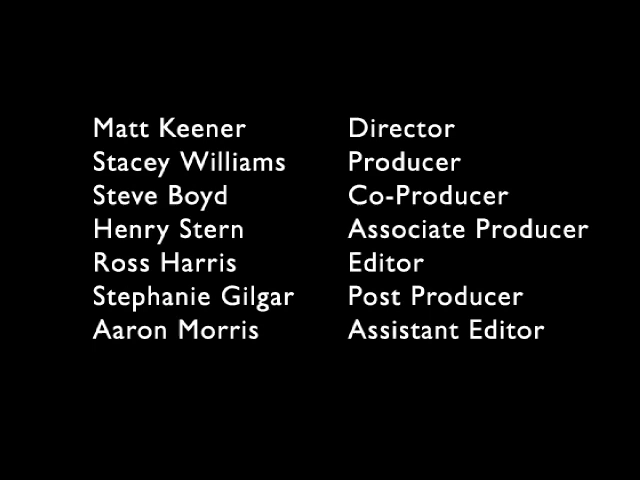 Matt Keener Director
Stacey Williams Producer
Steve Boyd Co-Producer
Henry Stern Associate Producer
Ross Harris Editor
Stephanie Gilgar Post Producer
Aaron Morris Assistant Editor